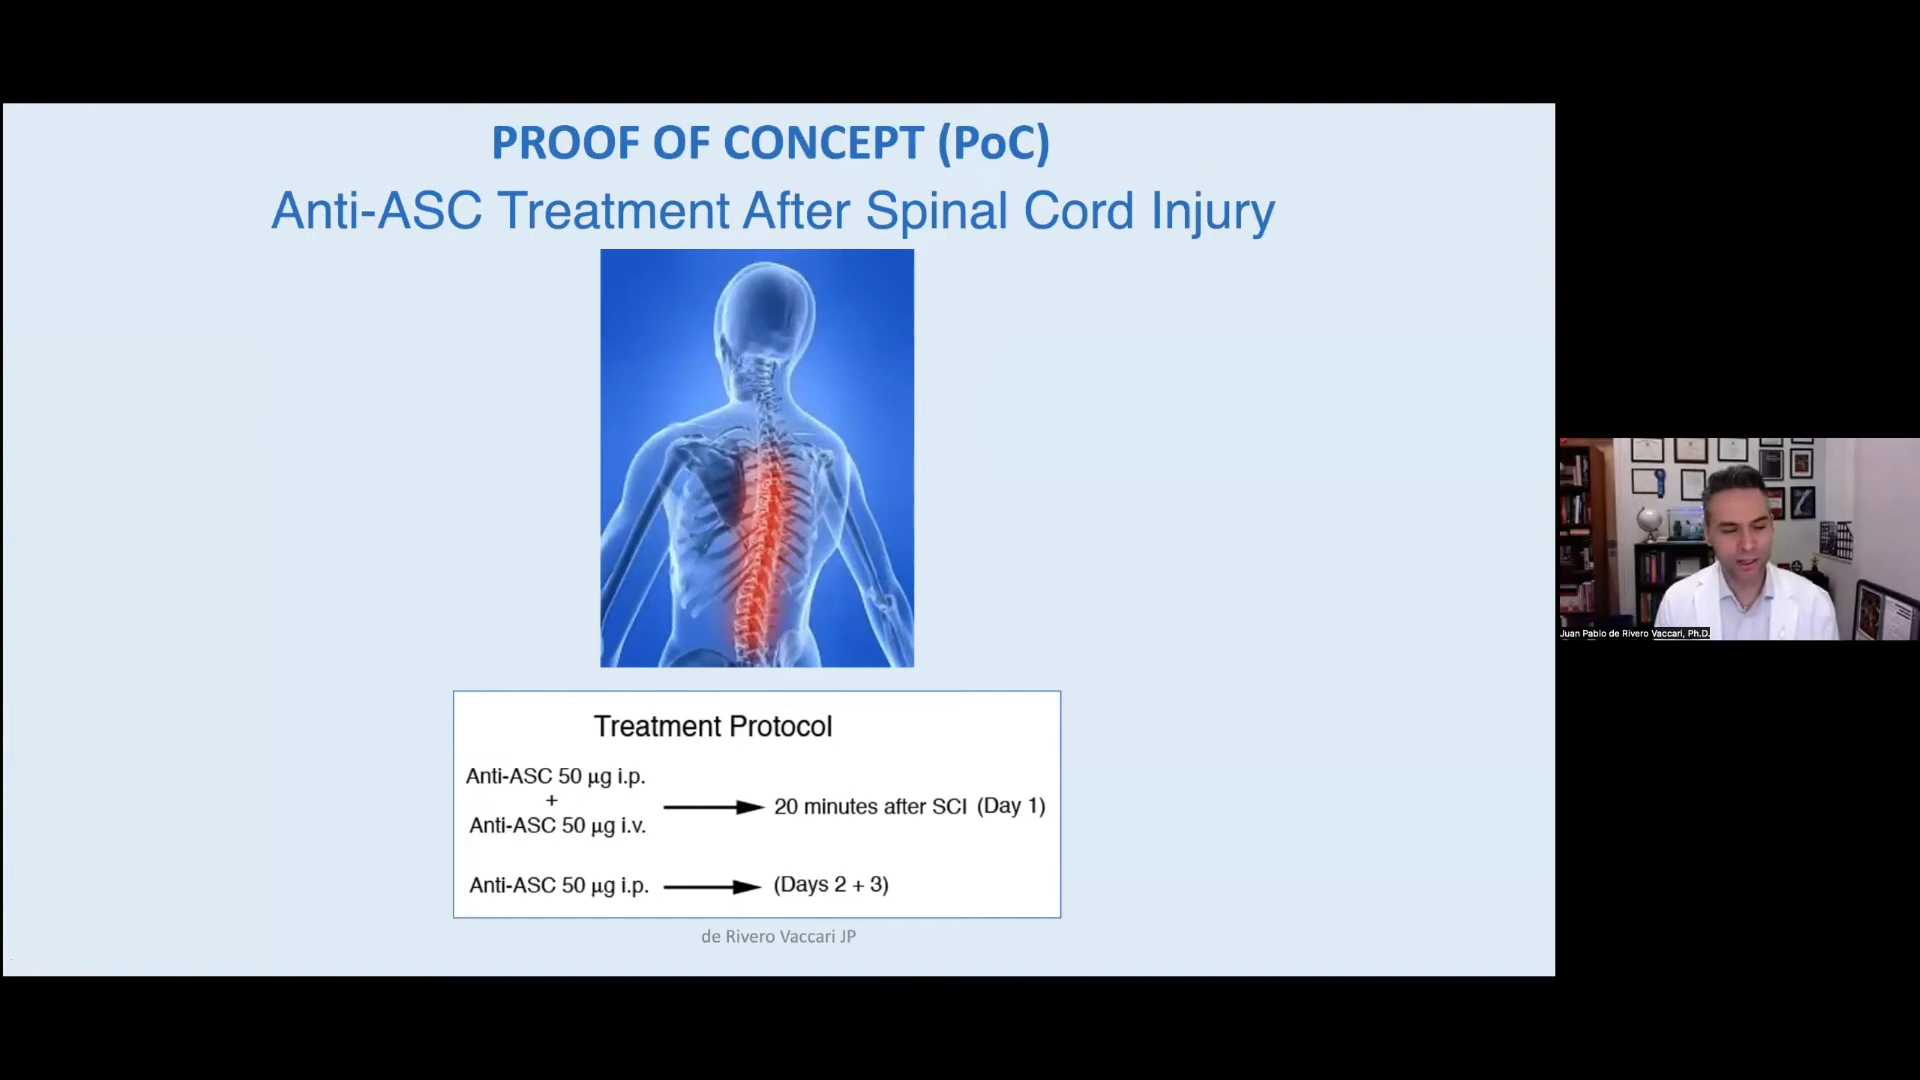 PROOF OF CONCEPT (PoC)
Anti-ASC Treatment After Spinal Cord Injury
Treatment Protocol
Anti-ASC 50 µg i.p.
+
Anti-ASC 50 µg i.v.
20 minutes after SCI (Day 1)
Anti-ASC 50 µg i.p.
(Days 2 + 3)
de Rivero Vaccari JP
Juan Pablo de Rivero Vaccari, Ph.D.